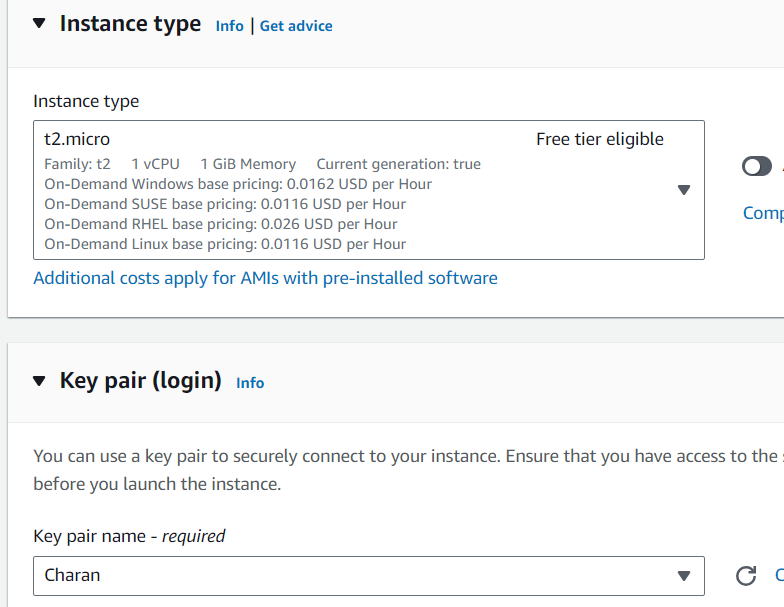 Instance type Info | Get advice
Instance type
t2.micro Free tier eligible
Family: t2 1 vCPU 1 GiB Memory Current generation: true
On-Demand Windows base pricing: 0.0162 USD per Hour
On-Demand SUSE base pricing: 0.0116 USD per Hour
On-Demand RHEL base pricing: 0.026 USD per Hour
On-Demand Linux base pricing: 0.0116 USD per Hour
Additional costs apply for AMIs with pre-installed software
Key pair (login) Info
You can use a key pair to securely connect to your instance. Ensure that you have access to the
before you launch the instance.
Key pair name - required
Charan